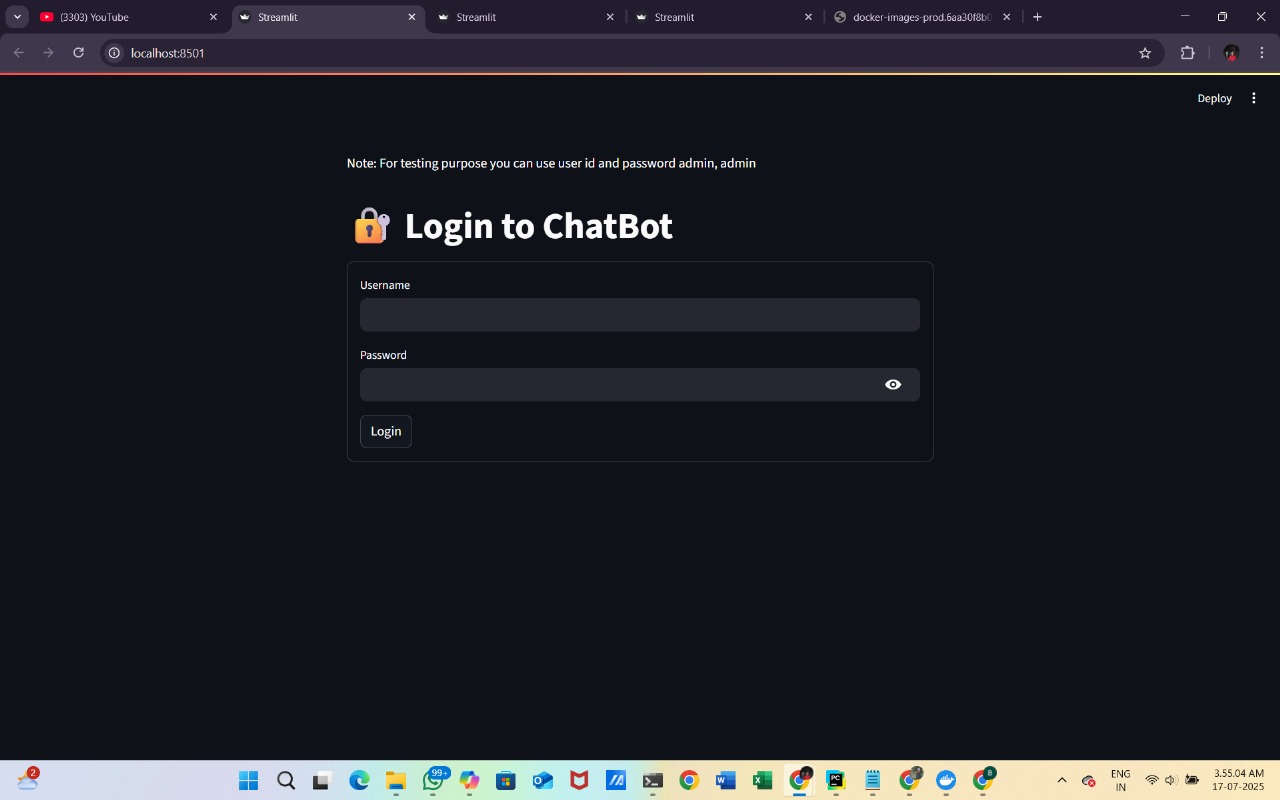 (3303) YouTube
Streamlit
Streamlit
Streamlit
docker-images-prod.6aa30f8b0
localhost:8501
Deploy
Note: For testing purpose you can use user id and password admin, admin
Login to ChatBot
Username
Password
Login
2
99+
PC
8
ENG
IN
3.55.04 AM
17-07-2025